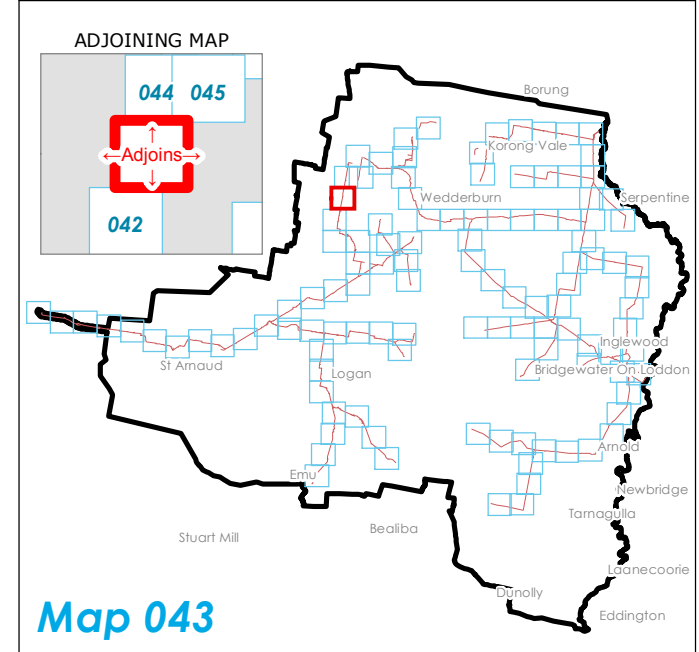 ADJOINING MAP
044 045
←Adjoins→
042
Borung
Korong Vale
Wedderburn
Serpentine
Inglewood
Bridgewater On Loddon
St Arnaud
Logan
Arnold
Emu
Newbridge
Tarnagulla
Stuart Mill
Bealiba
Laanecoorie
Dunolly
Eddington
Map 043